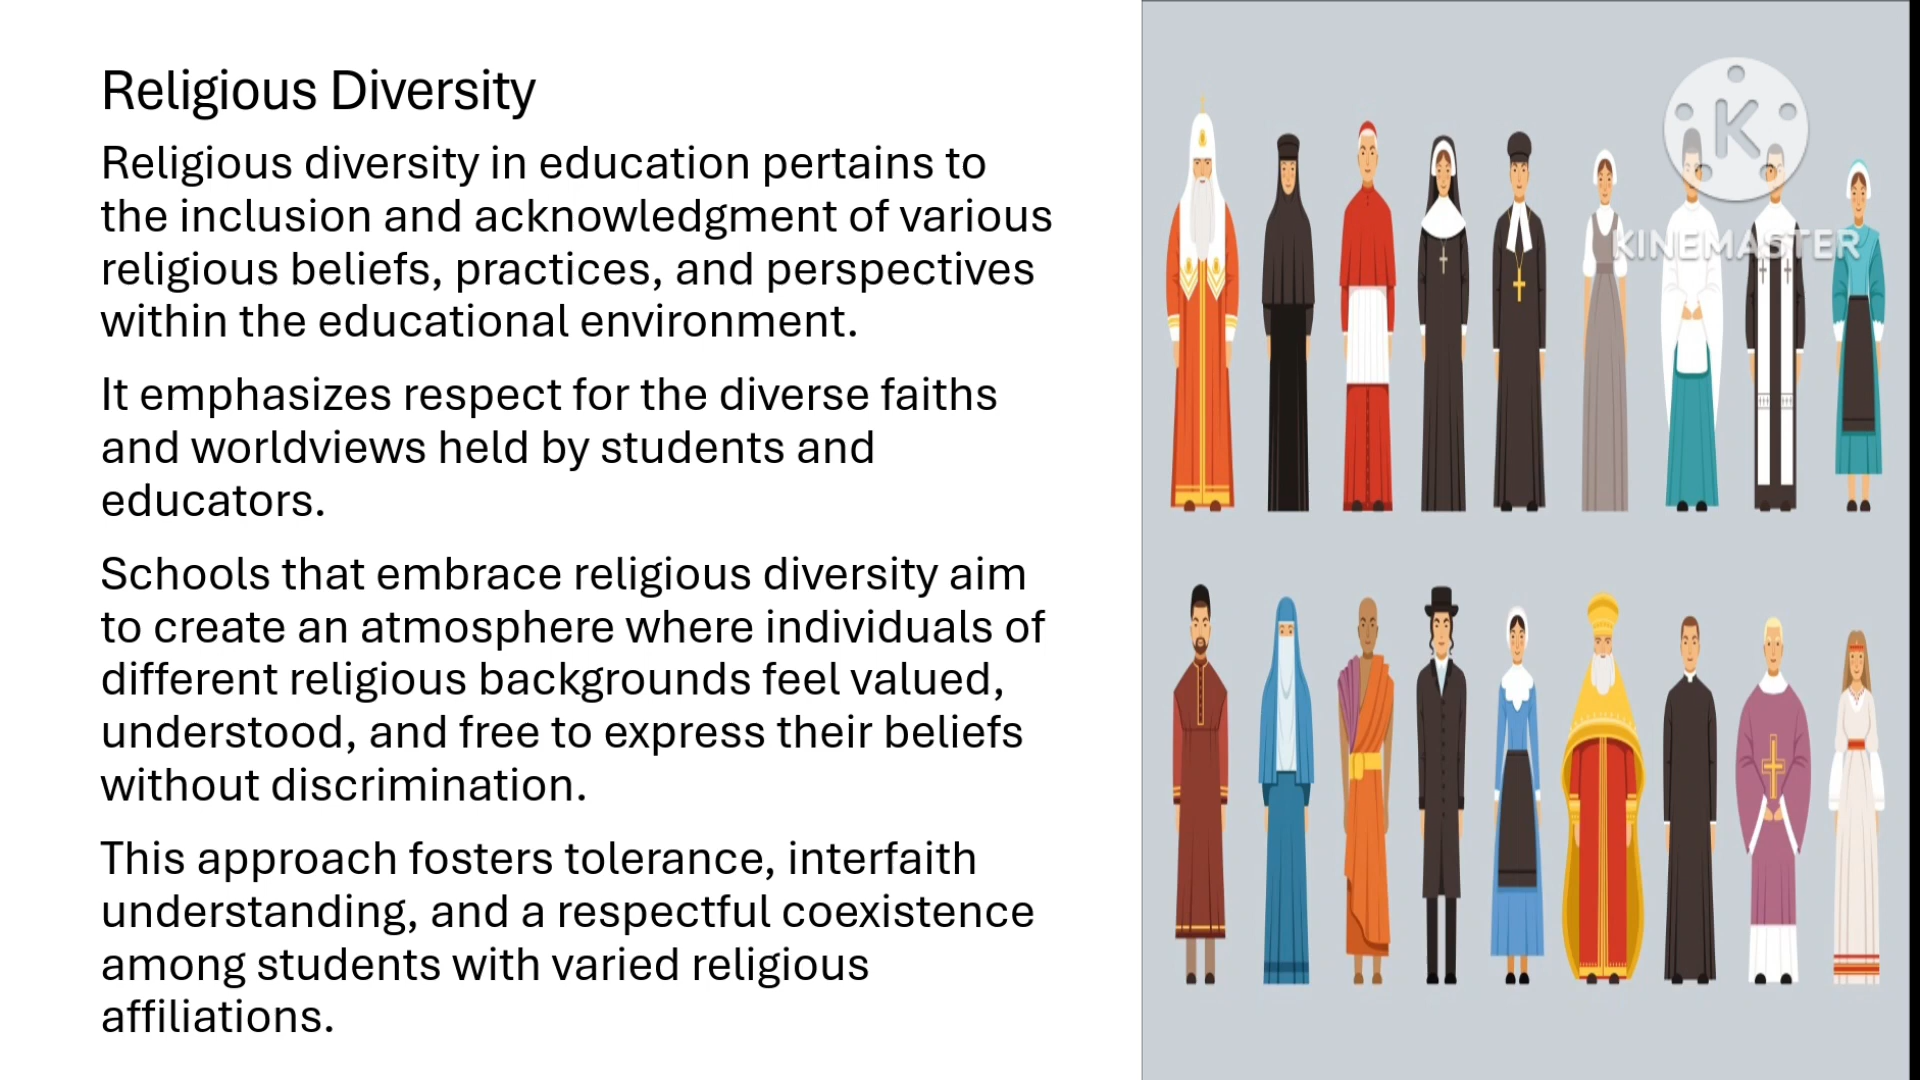 Religious Diversity
Religious diversity in education pertains to
the inclusion and acknowledgment of various
religious beliefs, practices, and perspectives
within the educational environment.
It emphasizes respect for the diverse faiths
and worldviews held by students and
educators.
Schools that embrace religious diversity aim
to create an atmosphere where individuals of
different religious backgrounds feel valued,
understood, and free to express their beliefs
without discrimination.
This approach fosters tolerance, interfaith
understanding, and a respectful coexistence
among students with varied religious
affiliations.
K
KINEMASTER